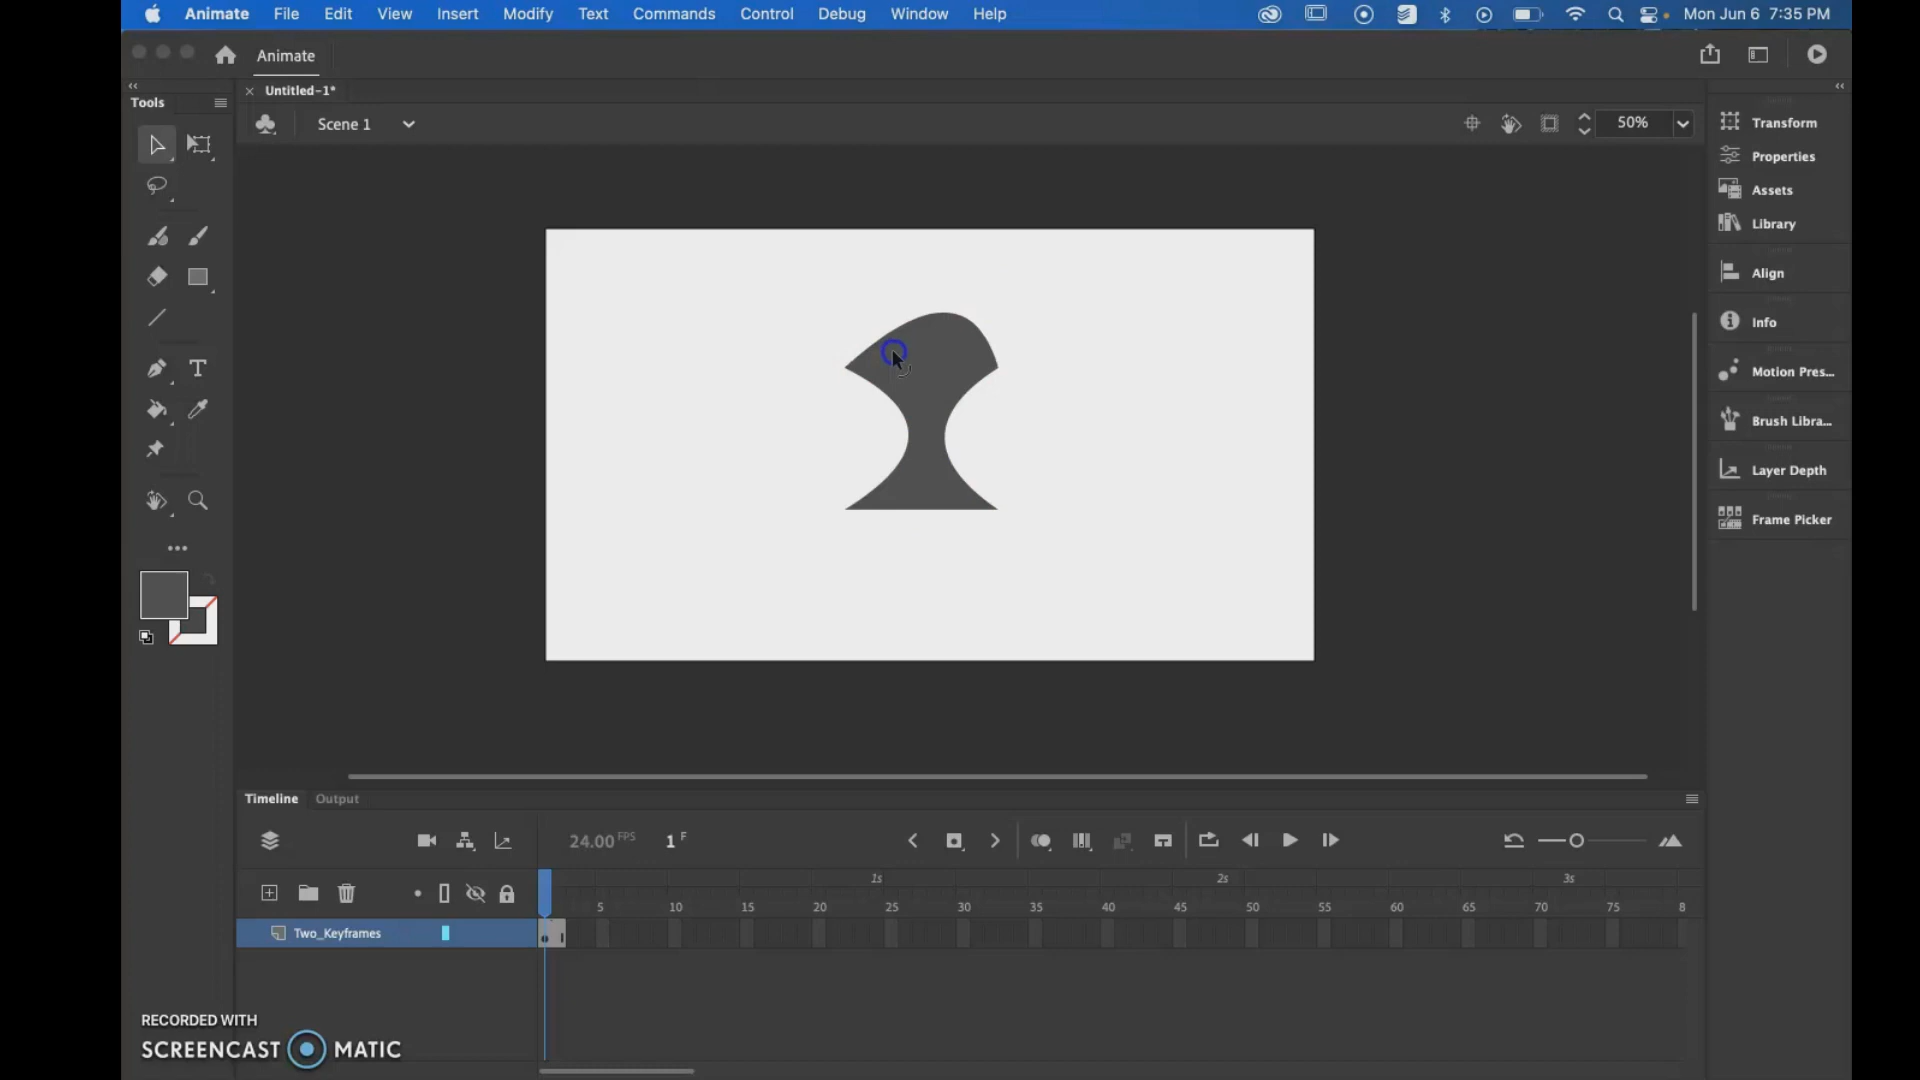 Animate File Edit View Insert Modify Text Commands Control Debug Window Help Mon Jun 6 7:35 PM
Animate
Tools
Untitled-1*
Scene 1
50%
Transform
Properties
Assets
Library
Align
Info
Motion Pres...
Brush Libra...
Layer Depth
Frame Picker
T
Timeline Output
24.00 FPS 1 F
1s 2s 3s
5 10 15 20 25 30 35 40 45 50 55 60 65 70 75 8
Two_Keyframes
RECORDED WITH
SCREENCAST MATIC